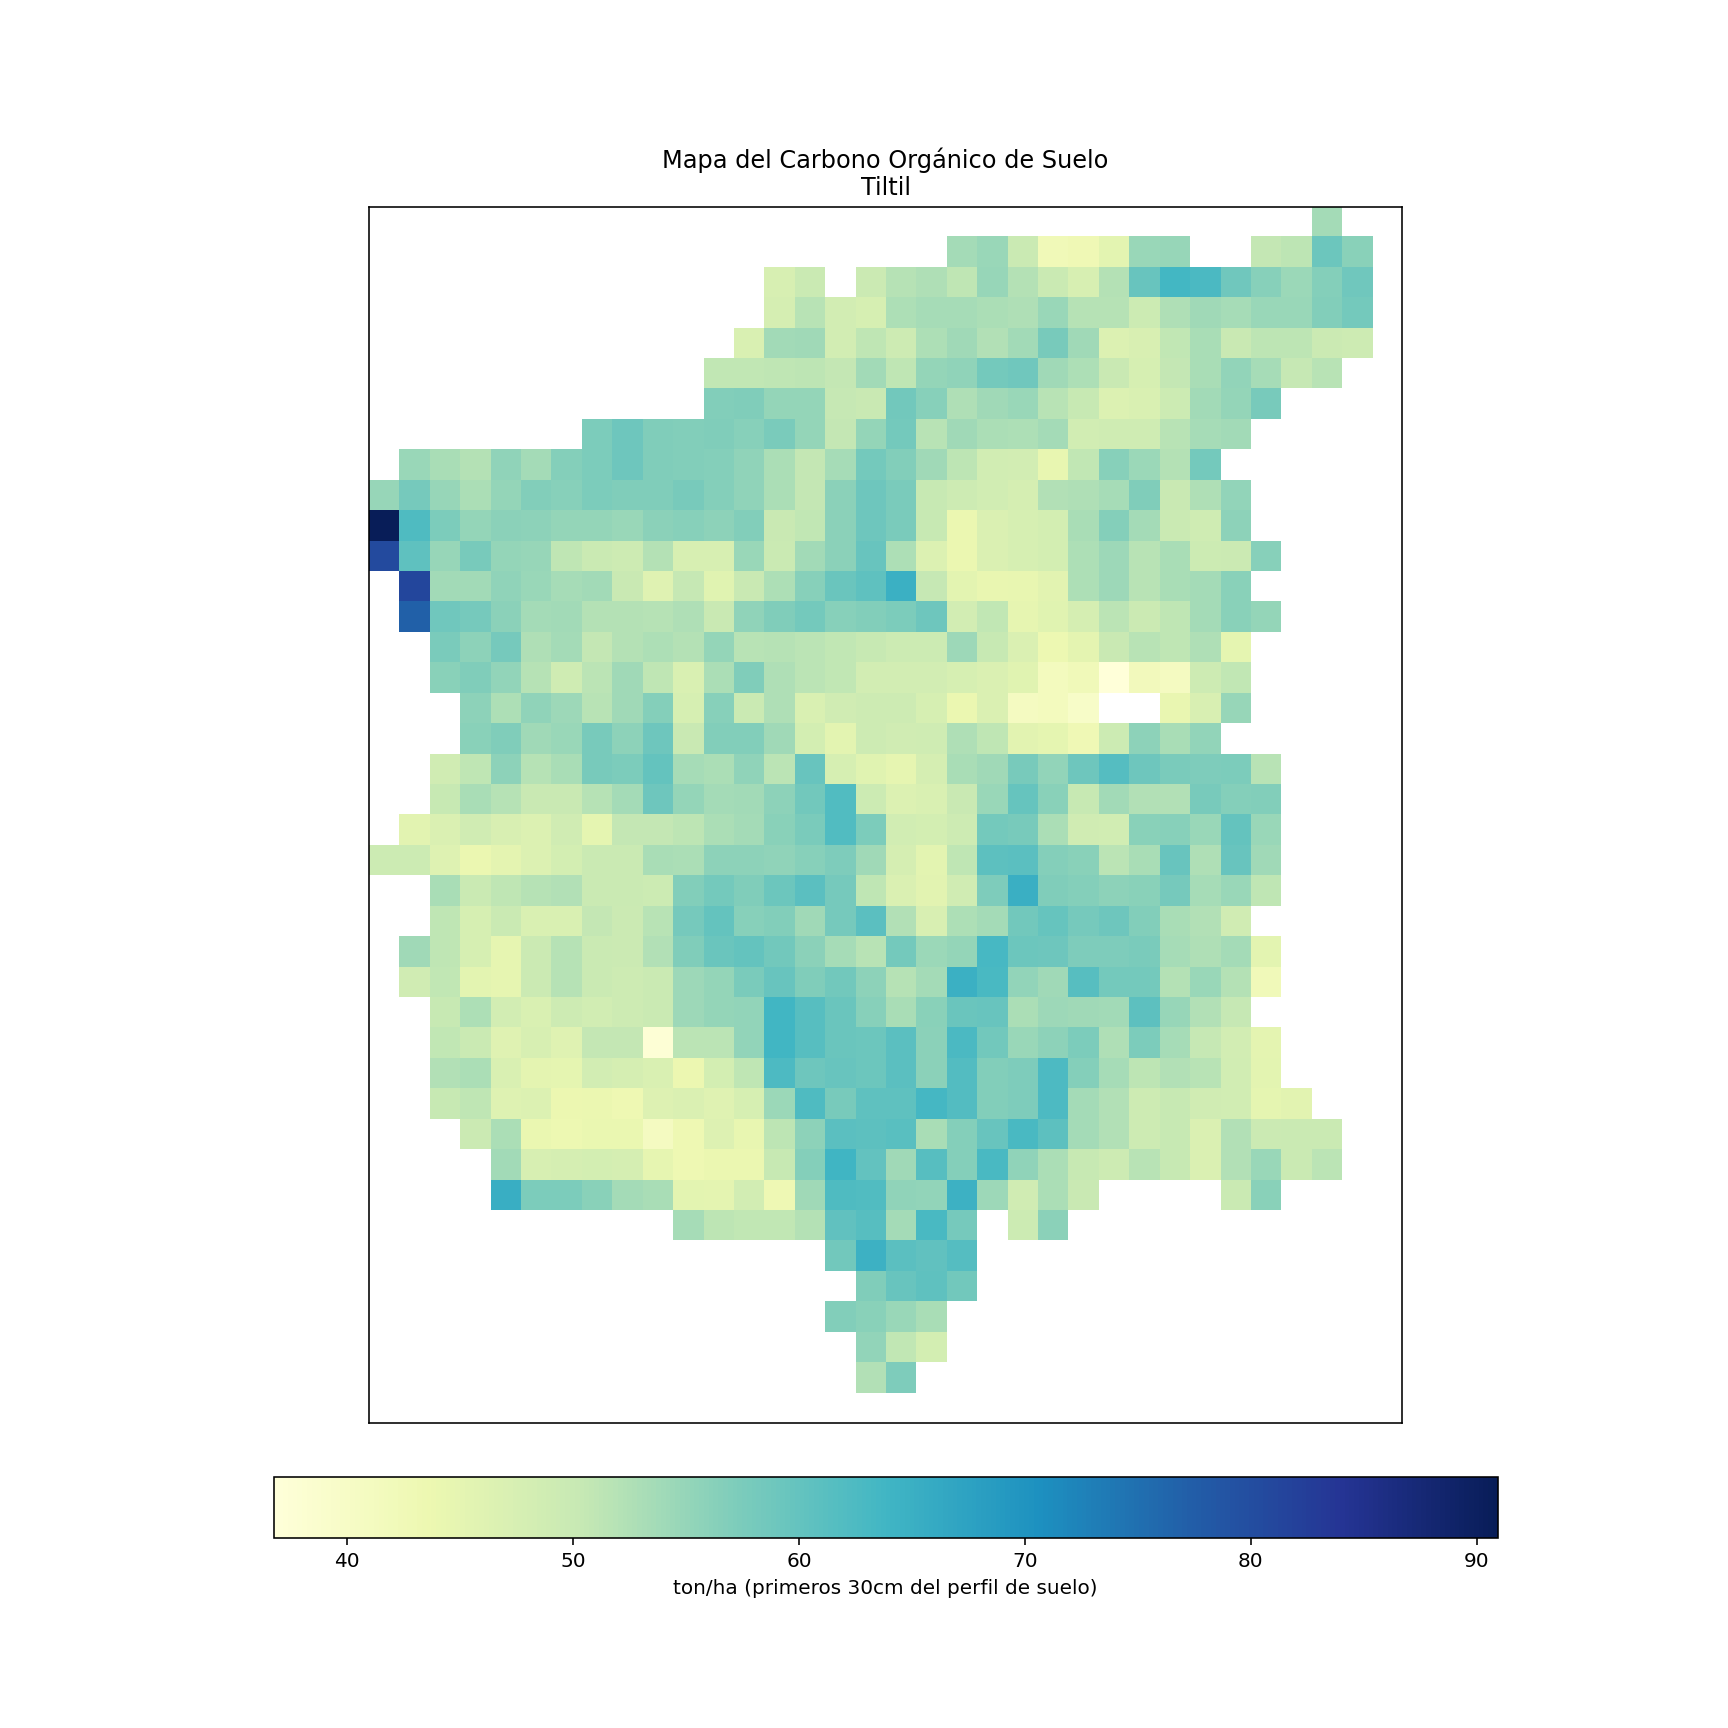 Mapa del Carbono Orgánico de Suelo
Tiltil
40 50 60 70 80 90
ton/ha (primeros 30cm del perfil de suelo)